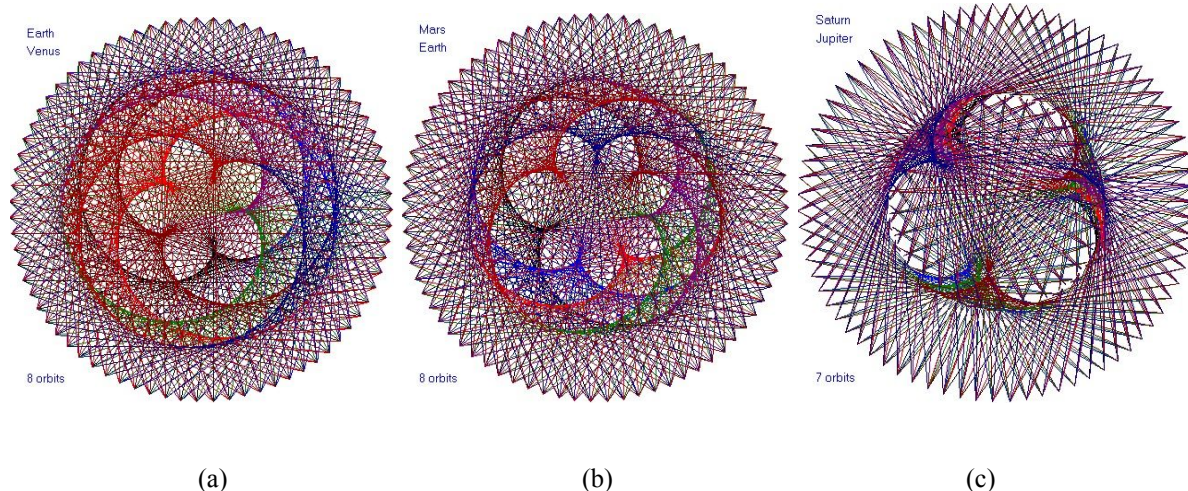 Earth
Venus
8 orbits
Mars
Earth
8 orbits
Saturn
Jupiter
7 orbits
(a)
(b)
(c)